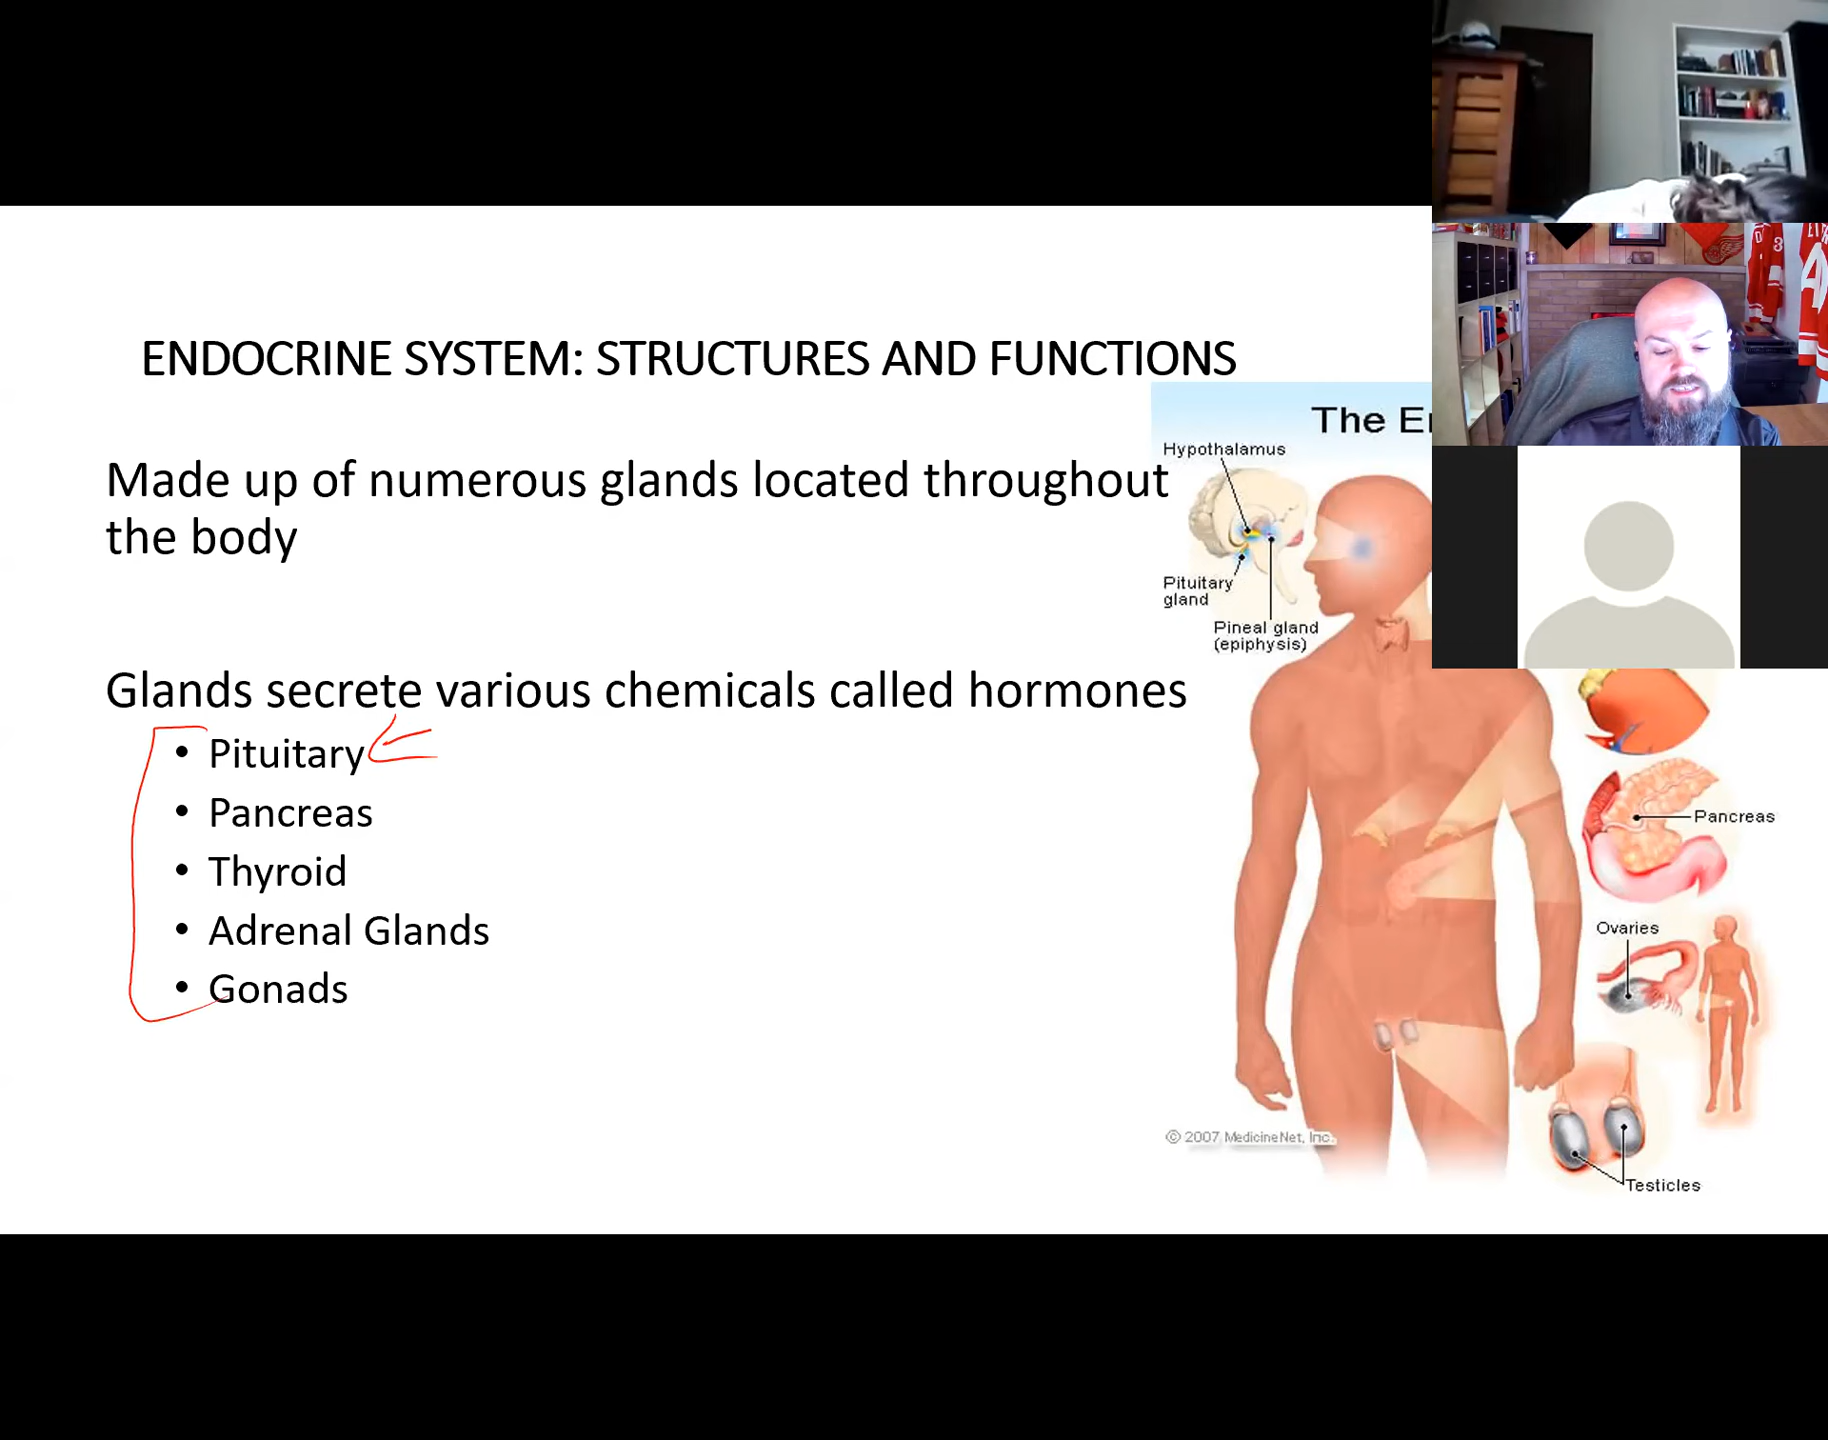 ENDOCRINE SYSTEM: STRUCTURES AND FUNCTIONS
Made up of numerous glands located throughout
the body
Glands secrete various chemicals called hormones
• Pituitary
• Pancreas
• Thyroid
• Adrenal Glands
• Gonads
The E
Hypothalamus
Pituitary
gland
Pineal gland
(epiphysis)
Pancreas
Ovaries
Testicles
© 2007 MedicineNet, Inc.